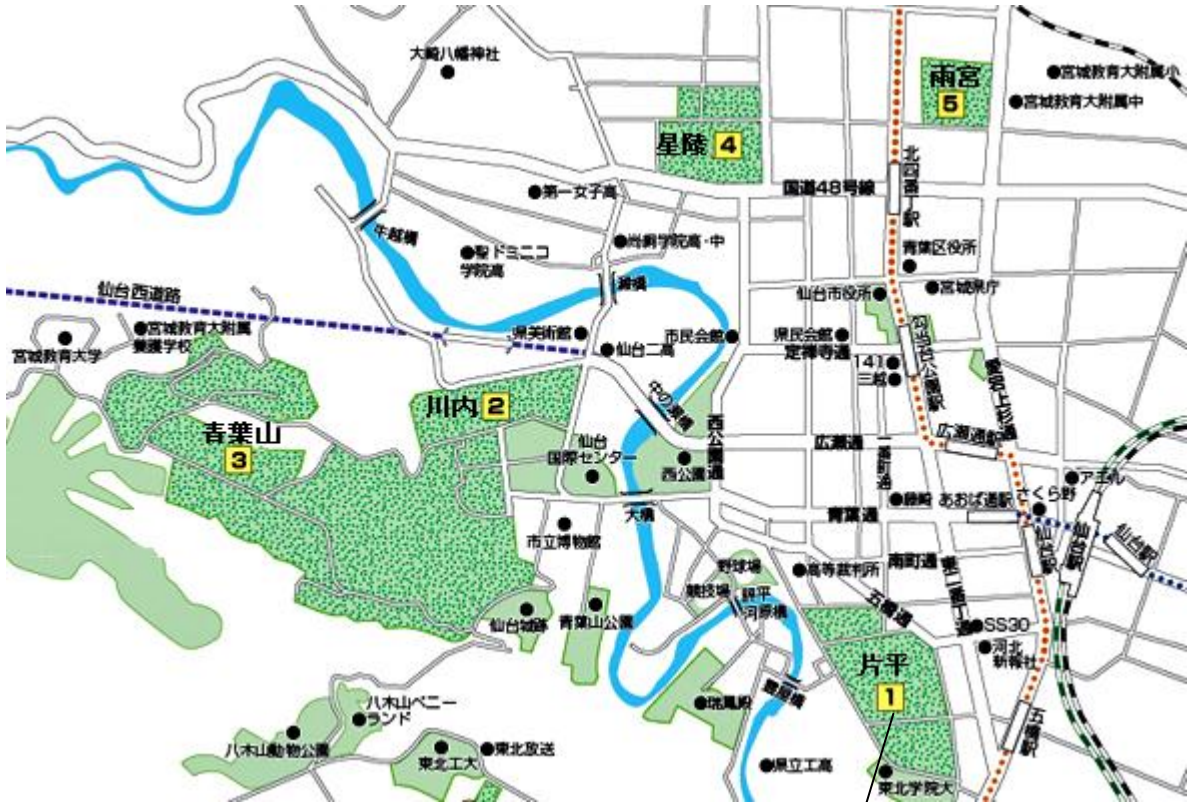 大崎八幡神社
雨宮
5
宮城教育大附属小
宮城教育大附属中
星陵 4
北四番丁駅
国道48号線
第一女子高
牛越橋
聖ドミニコ
学院高
尚絅学院高・中
青葉区役所
澱橋
仙台市役所
宮城県庁
仙台西道路
宮城教育大附属
養護学校
宮城教育大学
県美術館
仙台二高
市民会館
県民会館
定禅寺通
141
三越
勾当台公園駅
川内 2
中の瀬橋
西公園通
青葉山
3
仙台
国際センター
西公園
広瀬通
一番町通
広瀬通駅
アエル
さくら野
藤崎
あおば通駅
大橋
青葉通
仙台駅
仙台駅
仙台駅
市立博物館
野球場
高等裁判所
南町通
東二番丁通
競技場
評平
河原橋
五橋通
仙台城跡
青葉山公園
SS30
河北
新報社
片平
1
霊屋橋
瑞鳳殿
五橋駅
八木山ベニー
ランド
八木山動物公園
東北工大
東北放送
県立工高
東北学院大